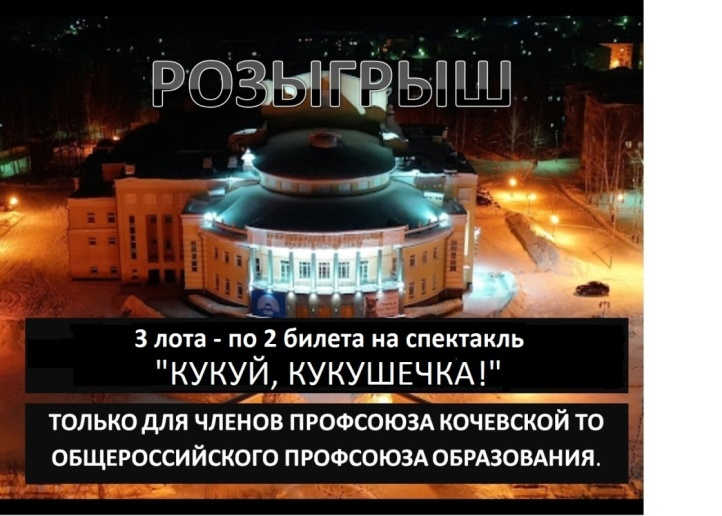 РОЗЫГРЫШ
3 лота - по 2 билета на спектакль
"КУКУЙ, КУКУШЕЧКА!"
ТОЛЬКО ДЛЯ ЧЛЕНОВ ПРОФСОЮЗА КОЧЕВСКОЙ ТО
ОБЩЕРОССИЙСКОГО ПРОФСОЮЗА ОБРАЗОВАНИЯ.